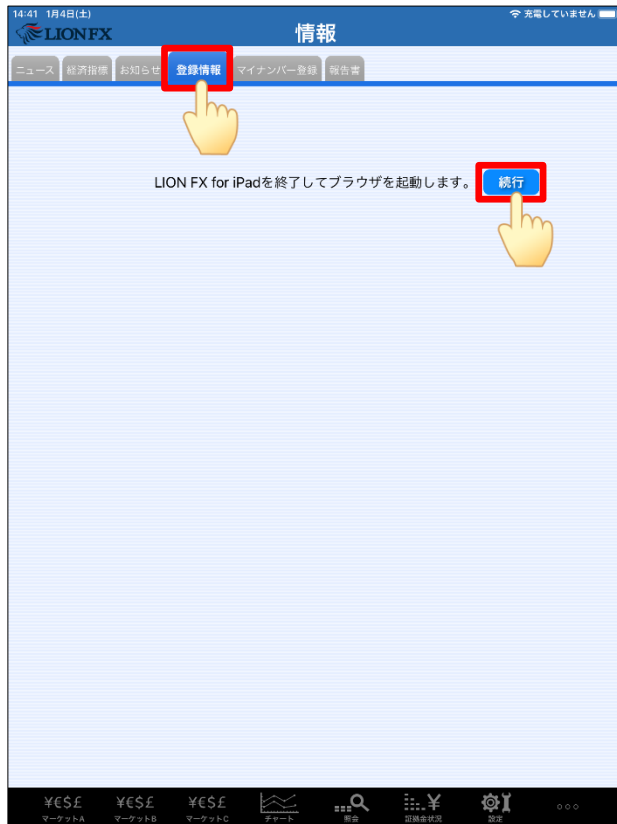 14:41 1月4日(土) 充電していません
LION FX 情報
ニュース 経済指標 お知らせ 登録情報 マイナンバー登録 報告書
LION FX for iPadを終了してブラウザを起動します。 続行
¥€$£ ¥€$£ ¥€$£ ¥
マーケットA マーケットB マーケットC チャート 照会 証拠金状況 設定